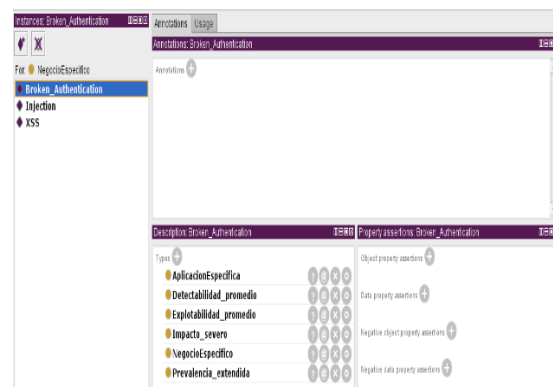 Instances: Broken_Authentication
For: NegocioEspecifico
Broken_Authentication
Injection
XSS
Annotations Usage
Annotations: Broken_Authentication
Annotations
Description: Broken_Authentication
Types
AplicacionEspecifica
Detectabilidad_promedio
Explotabilidad_promedio
Impacto_severo
NegocioEspecifico
Prevalencia_extendida
Property assertions: Broken_Authentication
Object property assertions
Data property assertions
Negative object property assertions
Negative data property assertions